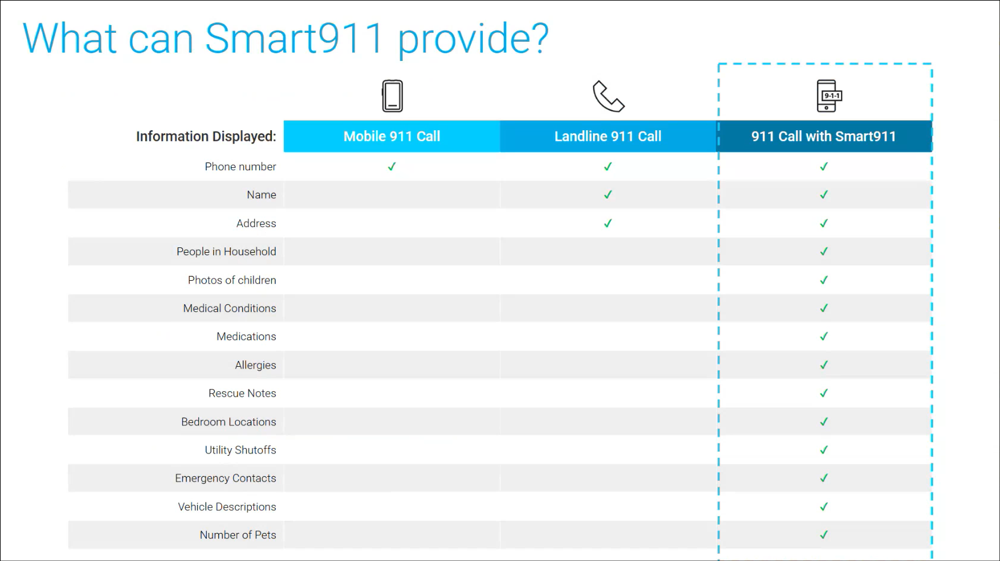 What can Smart911 provide?
9-1-1
Information Displayed: Mobile 911 Call Landline 911 Call 911 Call with Smart911
Phone number ✓ ✓ ✓
Name ✓ ✓
Address ✓ ✓
People in Household ✓
Photos of children ✓
Medical Conditions ✓
Medications ✓
Allergies ✓
Rescue Notes ✓
Bedroom Locations ✓
Utility Shutoffs ✓
Emergency Contacts ✓
Vehicle Descriptions ✓
Number of Pets ✓